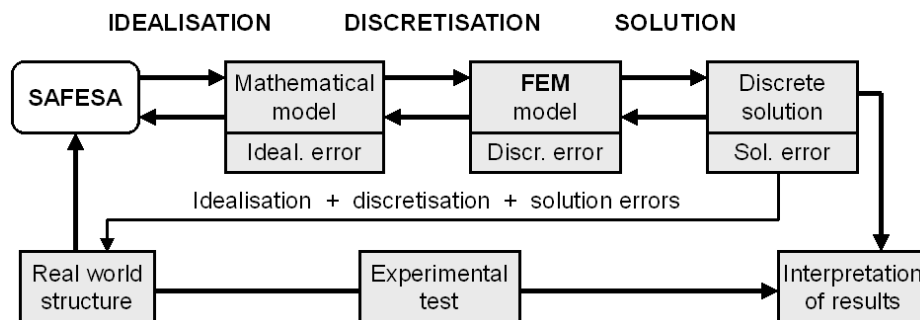 IDEALISATION DISCRETISATION SOLUTION
SAFESA
Mathematical
model
Ideal. error
FEM
model
Discr. error
Discrete
solution
Sol. error
Idealisation + discretisation + solution errors
Real world
structure
Experimental
test
Interpretation
of results